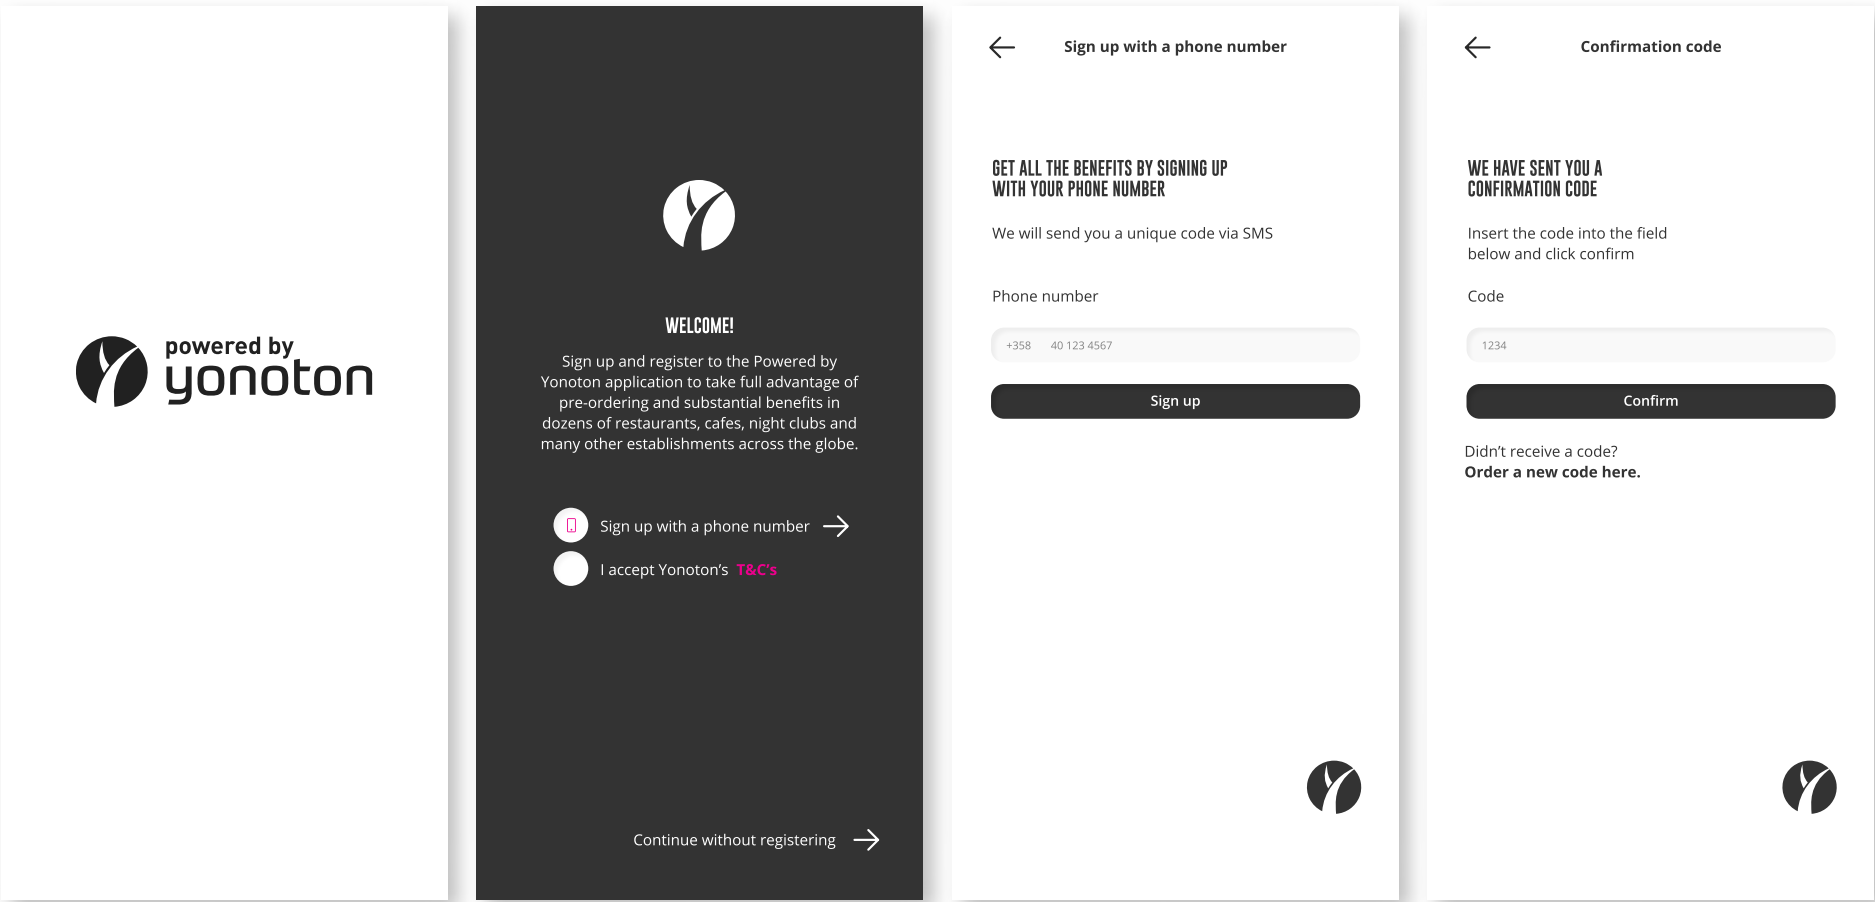 powered by
yonoton
WELCOME!
Sign up and register to the Powered by
Yonoton application to take full advantage of
pre-ordering and substantial benefits in
dozens of restaurants, cafes, night clubs and
many other establishments across the globe.
Sign up with a phone number
I accept Yonoton’s T&C’s
Continue without registering
Sign up with a phone number
GET ALL THE BENEFITS BY SIGNING UP
WITH YOUR PHONE NUMBER
We will send you a unique code via SMS
Phone number
+358 40 123 4567
Sign up
Confirmation code
WE HAVE SENT YOU A
CONFIRMATION CODE
Insert the code into the field
below and click confirm
Code
1234
Confirm
Didn’t receive a code?
Order a new code here.